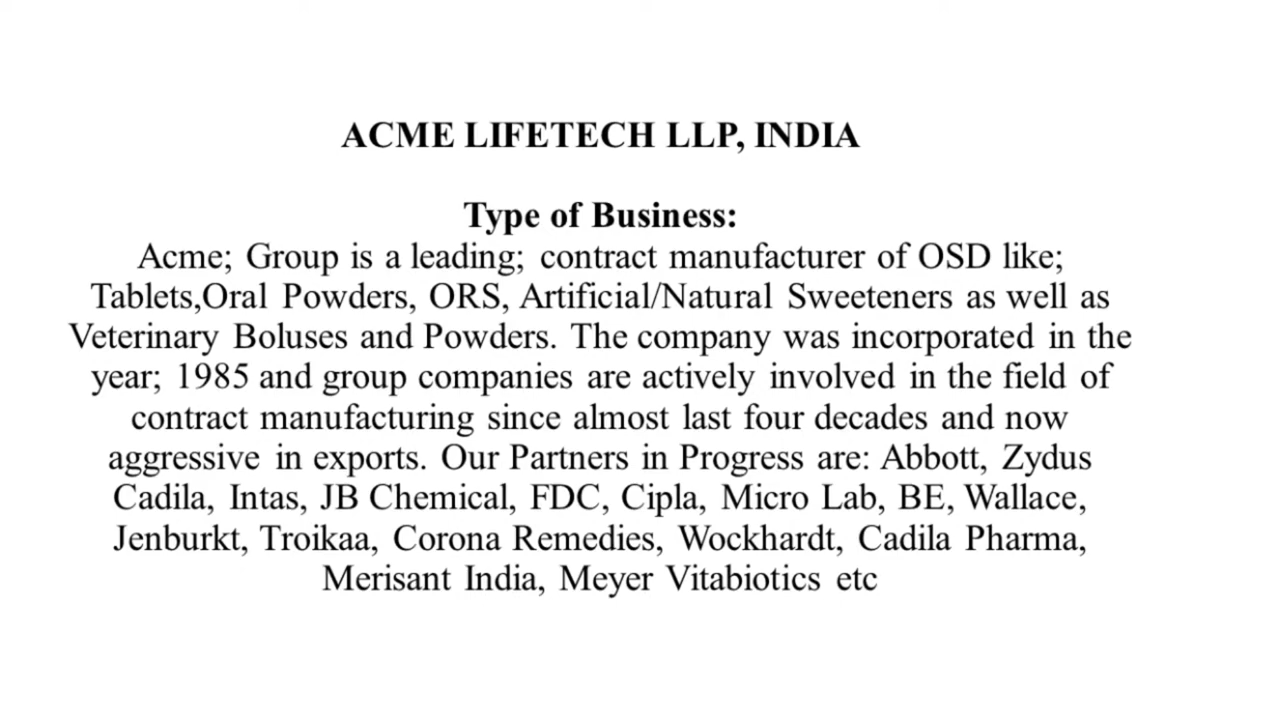 ACME LIFETECH LLP, INDIA
Type of Business:
Acme; Group is a leading; contract manufacturer of OSD like;
Tablets,Oral Powders, ORS, Artificial/Natural Sweeteners as well as
Veterinary Boluses and Powders. The company was incorporated in the
year; 1985 and group companies are actively involved in the field of
contract manufacturing since almost last four decades and now
aggressive in exports. Our Partners in Progress are: Abbott, Zydus
Cadila, Intas, JB Chemical, FDC, Cipla, Micro Lab, BE, Wallace,
Jenburkt, Troikaa, Corona Remedies, Wockhardt, Cadila Pharma,
Merisant India, Meyer Vitabiotics etc